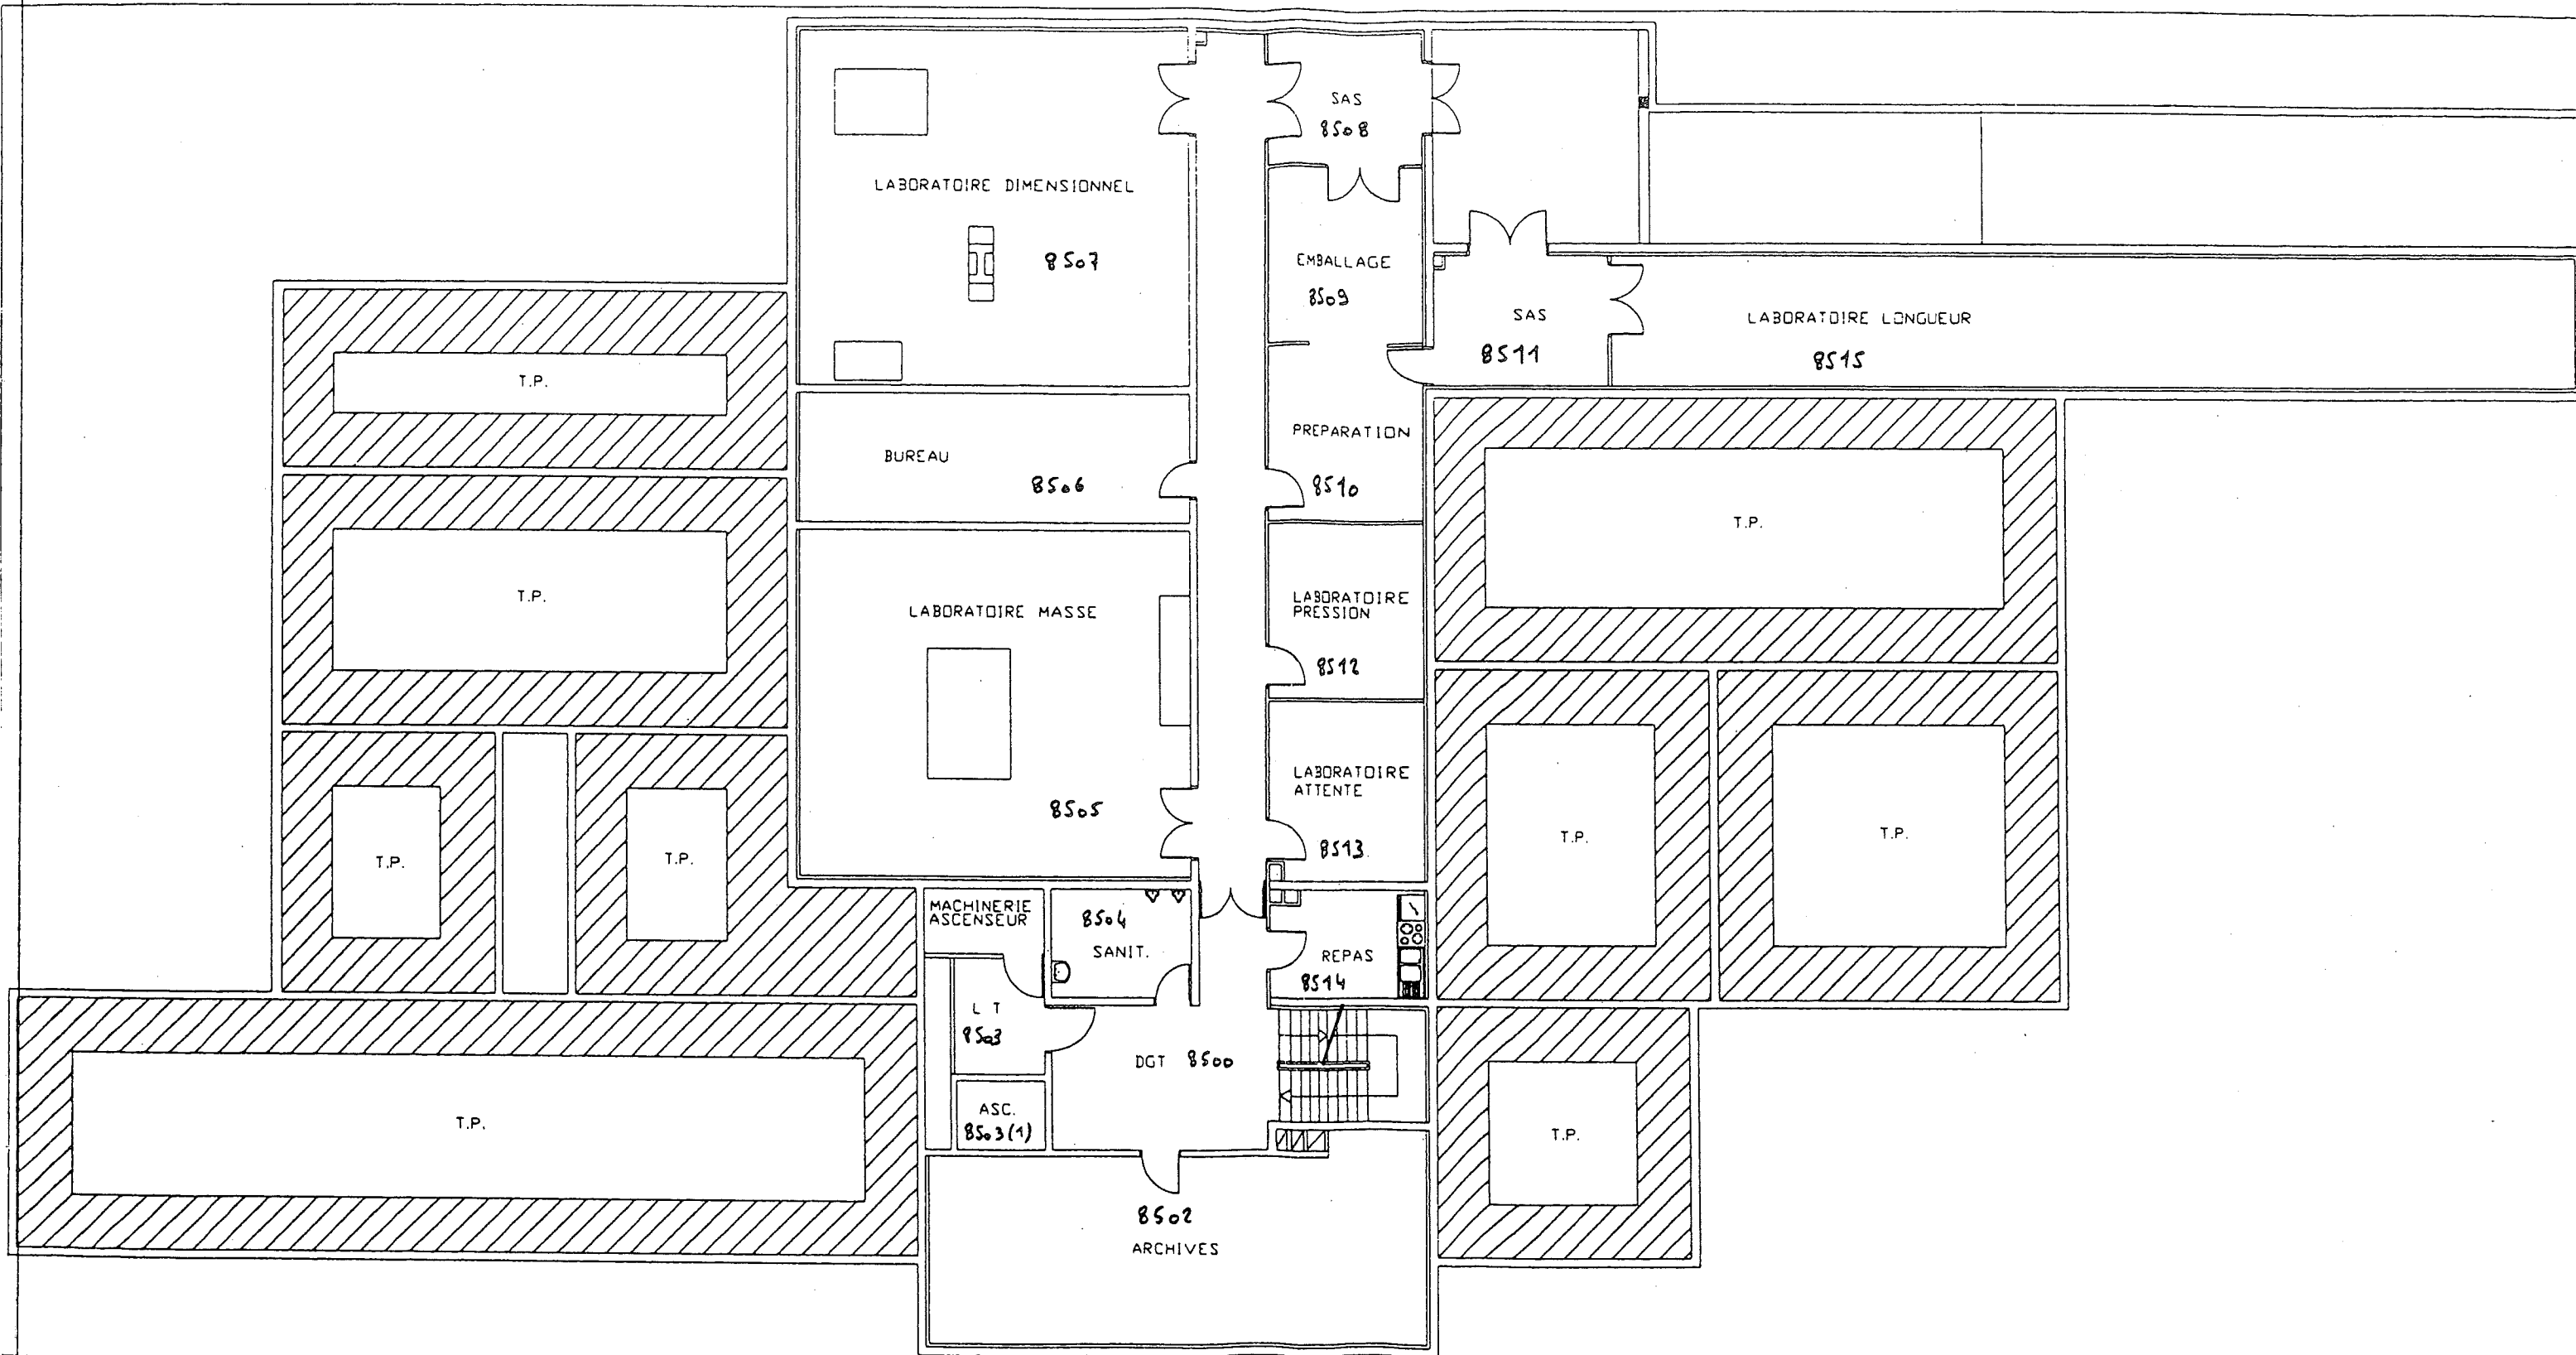 SAS
8508
LABORATOIRE DIMENSIONNEL
8507
EMBALLAGE
8509
SAS
8511
LABORATOIRE LONGUEUR
8515
T.P.
BUREAU
8506
PREPARATION
8510
T.P.
T.P.
LABORATOIRE MASSE
8505
LABORATOIRE
PRESSION
8512
LABORATOIRE
ATTENTE
8513
T.P.
T.P.
T.P.
T.P.
MACHINERIE
ASCENSEUR
8504
SANIT.
REPAS
8514
L T
8503
DGT 8500
ASC.
8503(1)
T.P.
T.P.
8502
ARCHIVES